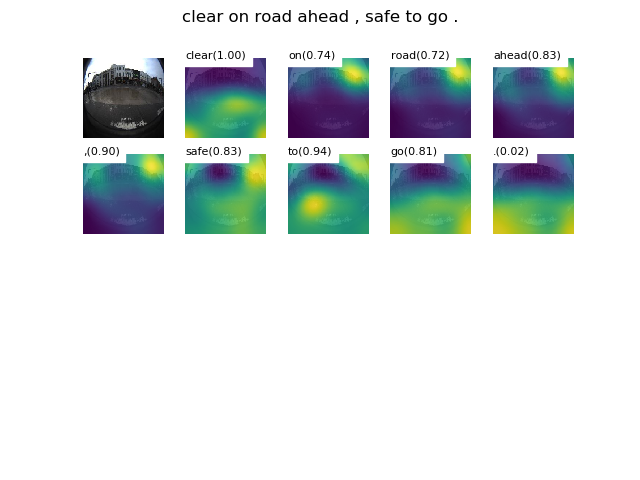 clear on road ahead , safe to go .
clear(1.00) on(0.74) road(0.72) ahead(0.83)
,(0.90) safe(0.83) to(0.94) go(0.81) .(0.02)